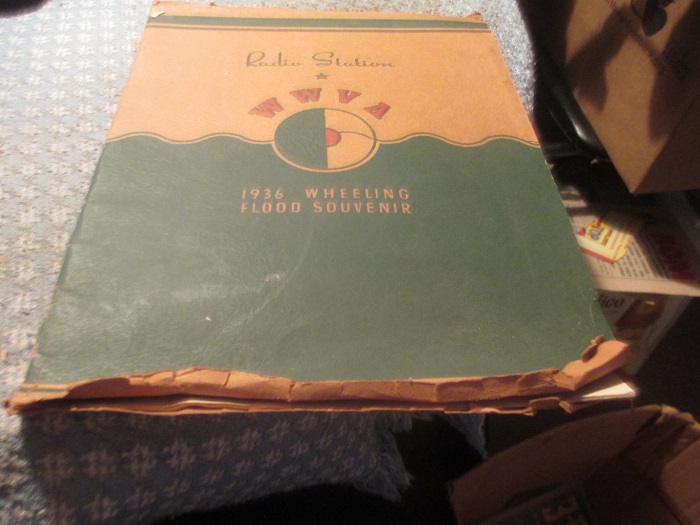 Radio Station
WWVA
1936 WHEELING
FLOOD SOUVENIR